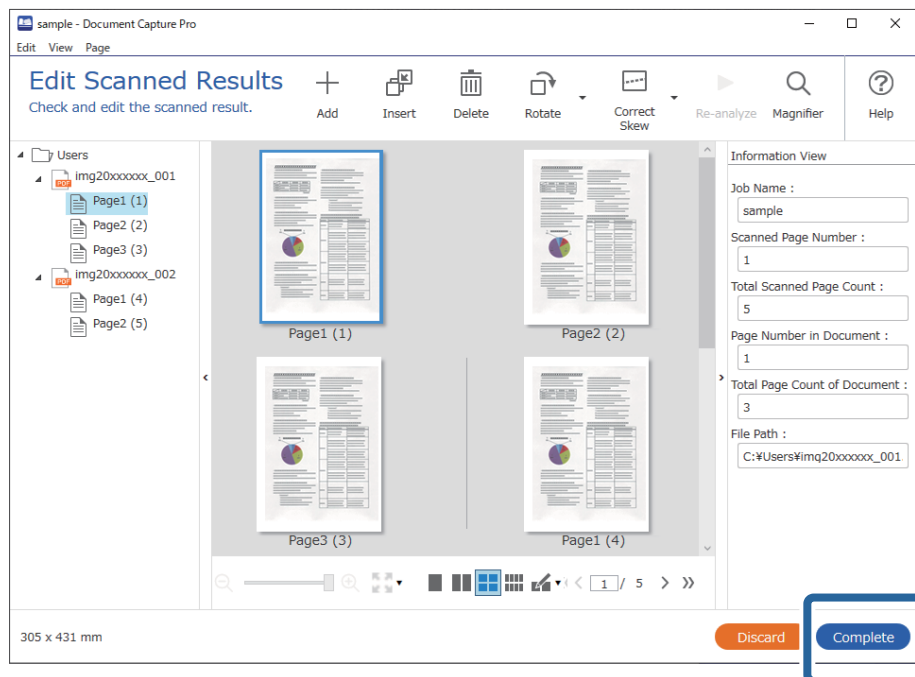 sample - Document Capture Pro
Edit View Page
Edit Scanned Results
Check and edit the scanned result.
Add
Insert
Delete
Rotate
Correct
Skew
Re-analyze
Magnifier
Help
Users
PDF
img20xxxxxx_001
Page1 (1)
Page2 (2)
Page3 (3)
PDF
img20xxxxxx_002
Page1 (4)
Page2 (5)
Page1 (1)
Page2 (2)
Page3 (3)
Page1 (4)
1 / 5
Information View
Job Name :
sample
Scanned Page Number :
1
Total Scanned Page Count :
5
Page Number in Document :
1
Total Page Count of Document :
3
File Path :
C:¥Users¥img20xxxxxx_001
305 x 431 mm
Discard
Complete